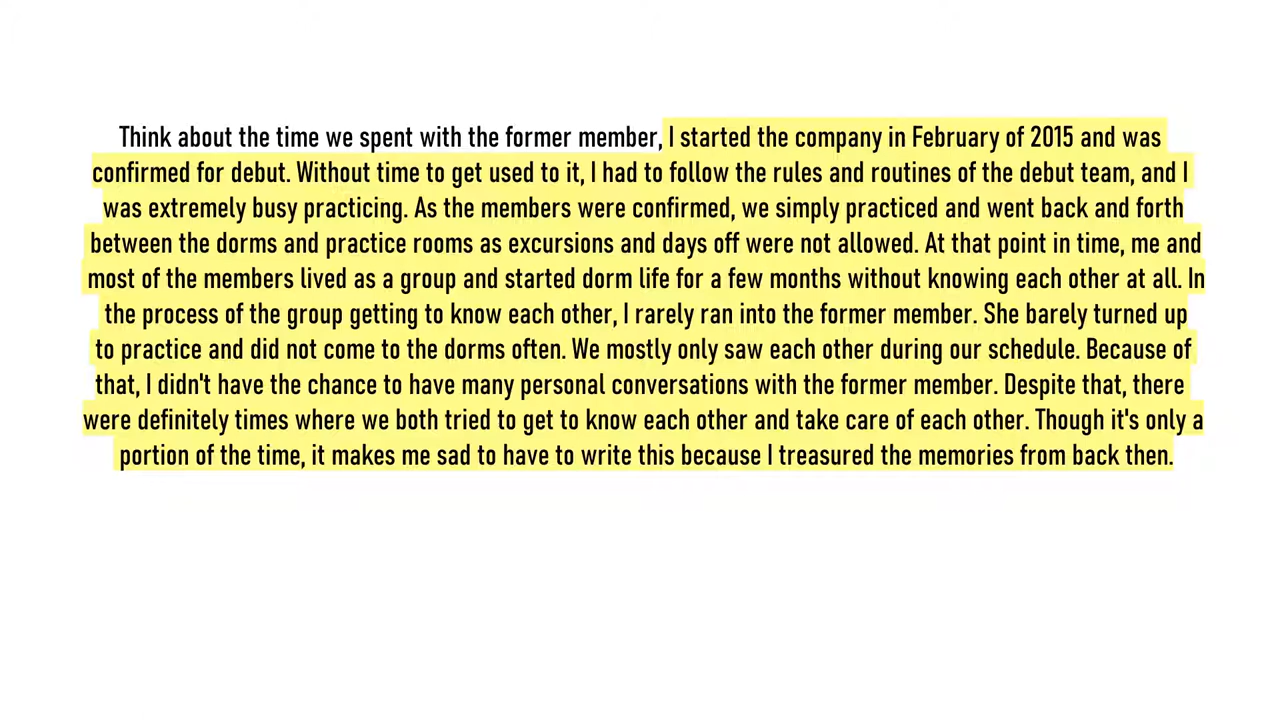 Think about the time we spent with the former member, I started the company in February of 2015 and was
confirmed for debut. Without time to get used to it, I had to follow the rules and routines of the debut team, and I
was extremely busy practicing. As the members were confirmed, we simply practiced and went back and forth
between the dorms and practice rooms as excursions and days off were not allowed. At that point in time, me and
most of the members lived as a group and started dorm life for a few months without knowing each other at all. In
the process of the group getting to know each other, I rarely ran into the former member. She barely turned up
to practice and did not come to the dorms often. We mostly only saw each other during our schedule. Because of
that, I didn't have the chance to have many personal conversations with the former member. Despite that, there
were definitely times where we both tried to get to know each other and take care of each other. Though it's only a
portion of the time, it makes me sad to have to write this because I treasured the memories from back then.